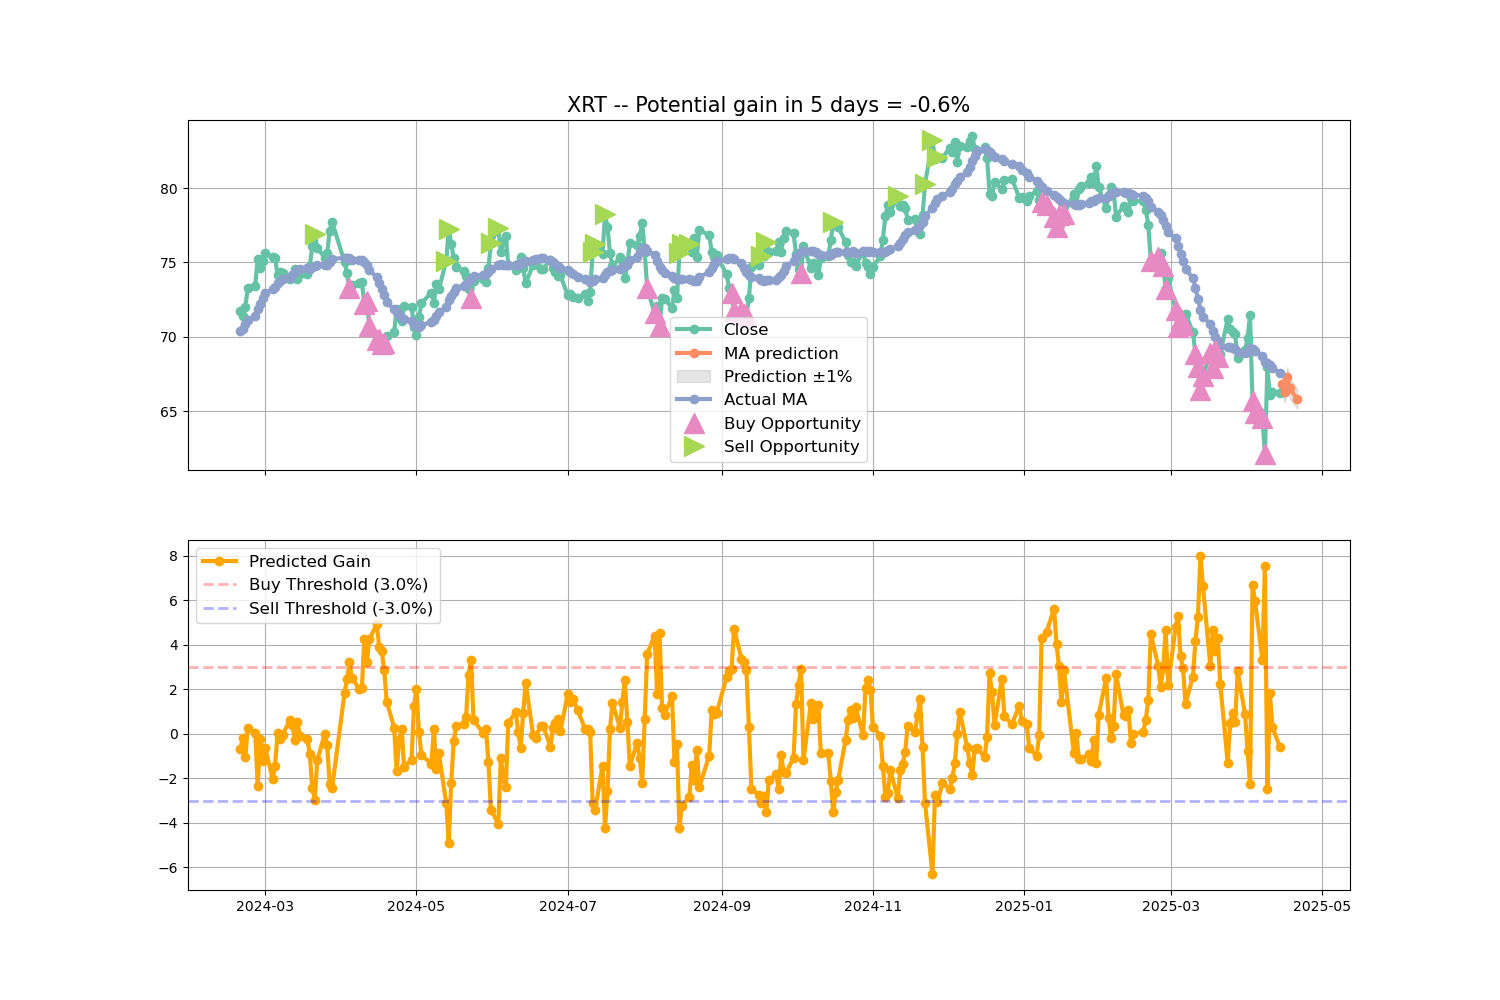 XRT -- Potential gain in 5 days = -0.6%
80
75
70
65
Close
MA prediction
Prediction ±1%
Actual MA
Buy Opportunity
Sell Opportunity
8
6
4
2
0
−2
−4
−6
Predicted Gain
Buy Threshold (3.0%)
Sell Threshold (-3.0%)
2024-03 2024-05 2024-07 2024-09 2024-11 2025-01 2025-03 2025-05